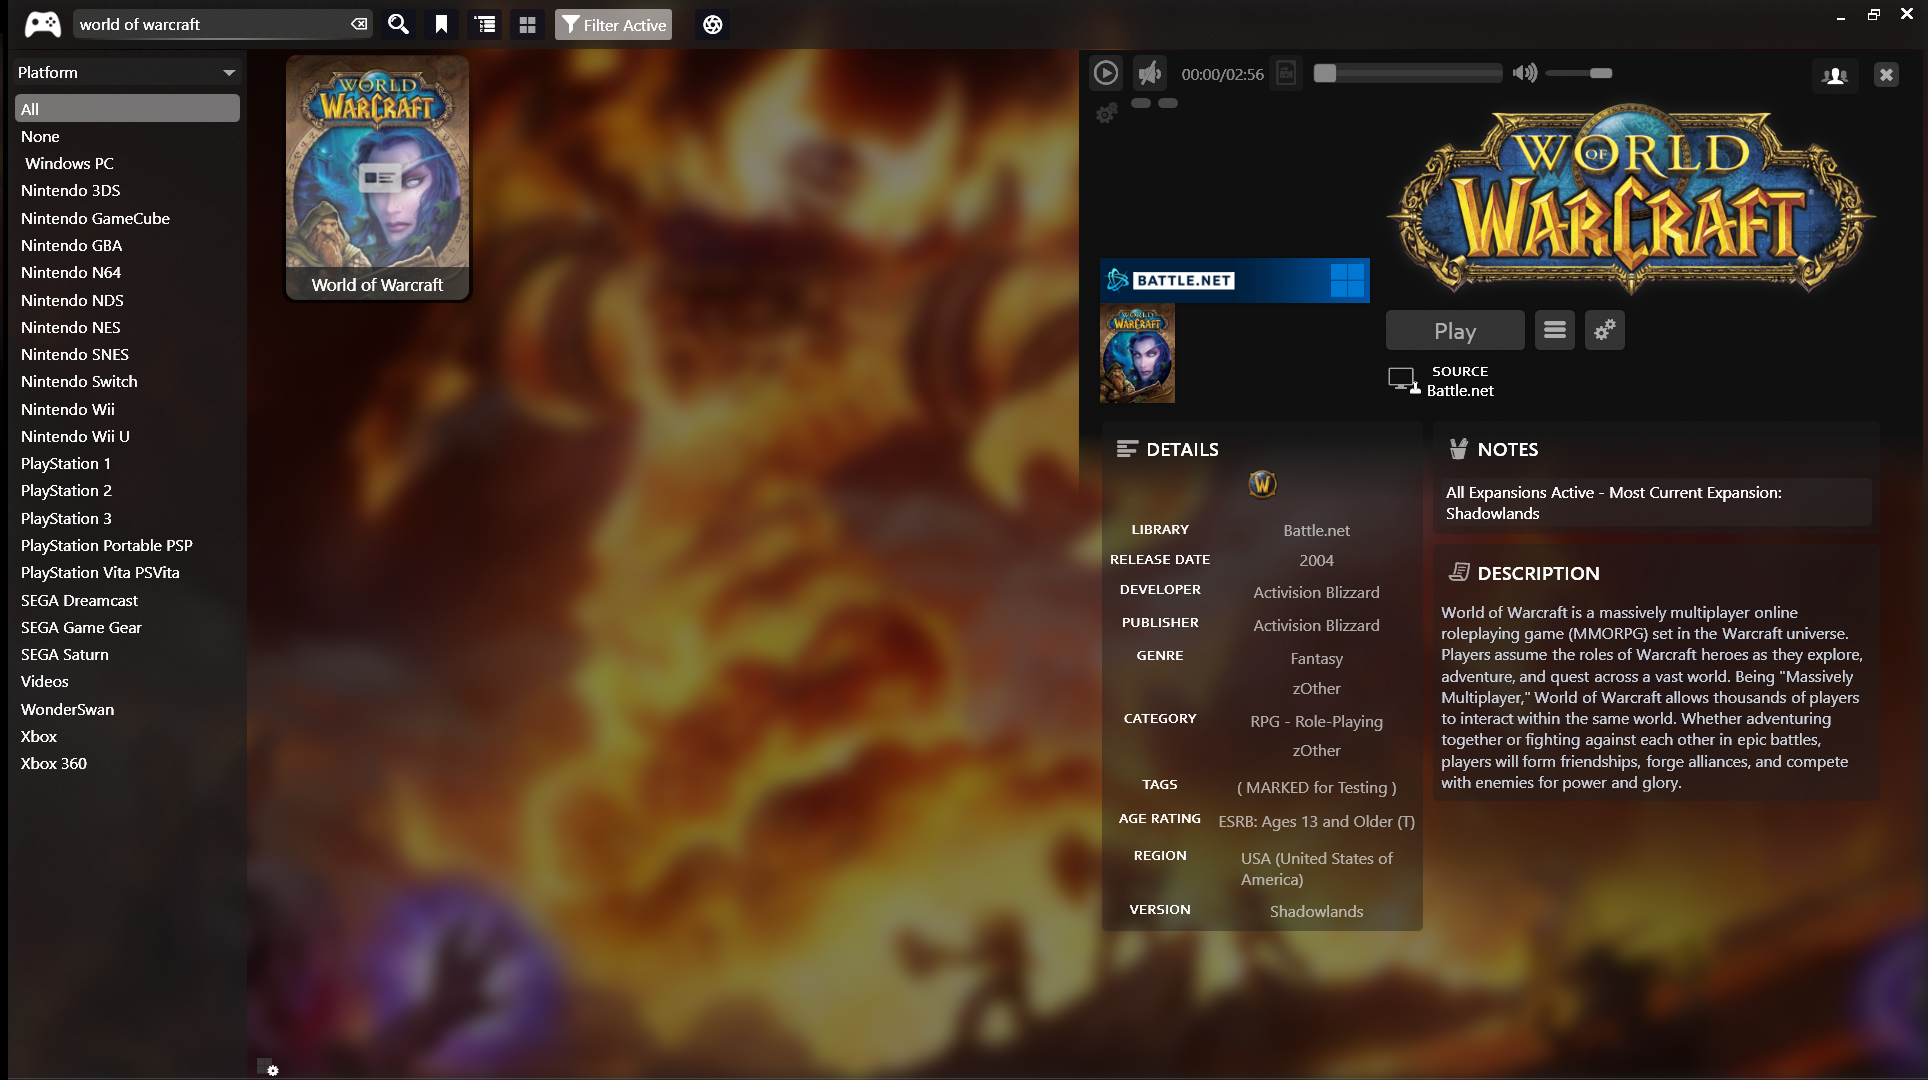 world of warcraft
Filter Active
Platform
All
None
Windows PC
Nintendo 3DS
Nintendo GameCube
Nintendo GBA
Nintendo N64
Nintendo NDS
Nintendo NES
Nintendo SNES
Nintendo Switch
Nintendo Wii
Nintendo Wii U
PlayStation 1
PlayStation 2
PlayStation 3
PlayStation Portable PSP
PlayStation Vita PSVita
SEGA Dreamcast
SEGA Game Gear
SEGA Saturn
Videos
WonderSwan
Xbox
Xbox 360
WORLD
OF
WARCRAFT
World of Warcraft
00:00/02:56
WORLD
OF
WARCRAFT
BATTLE.NET
WORLD
WARCRAFT
Play
SOURCE
Battle.net
DETAILS
W
LIBRARY Battle.net
RELEASE DATE 2004
DEVELOPER Activision Blizzard
PUBLISHER Activision Blizzard
GENRE Fantasy
zOther
CATEGORY RPG - Role-Playing
zOther
TAGS ( MARKED for Testing )
AGE RATING ESRB: Ages 13 and Older (T)
REGION USA (United States of
America)
VERSION Shadowlands
NOTES
All Expansions Active - Most Current Expansion:
Shadowlands
DESCRIPTION
World of Warcraft is a massively multiplayer online
roleplaying game (MMORPG) set in the Warcraft universe.
Players assume the roles of Warcraft heroes as they explore,
adventure, and quest across a vast world. Being "Massively
Multiplayer," World of Warcraft allows thousands of players
to interact within the same world. Whether adventuring
together or fighting against each other in epic battles,
players will form friendships, forge alliances, and compete
with enemies for power and glory.